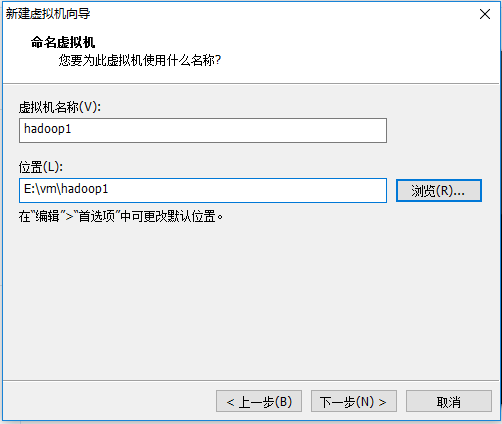 新建虚拟机向导
命名虚拟机
您要为此虚拟机使用什么名称?
虚拟机名称(V):
hadoop1
位置(L):
E:\vm\hadoop1
浏览(R)...
在“编辑”>“首选项”中可更改默认位置。
< 上一步(B)
下一步(N) >
取消